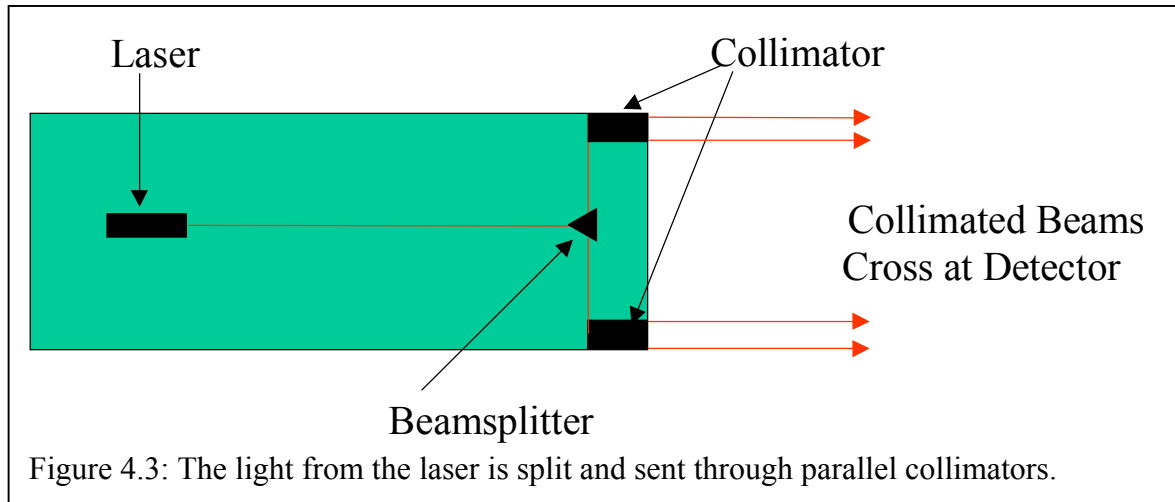 Laser
Collimator
Collimated Beams
Cross at Detector
Beamsplitter
Figure 4.3: The light from the laser is split and sent through parallel collimators.